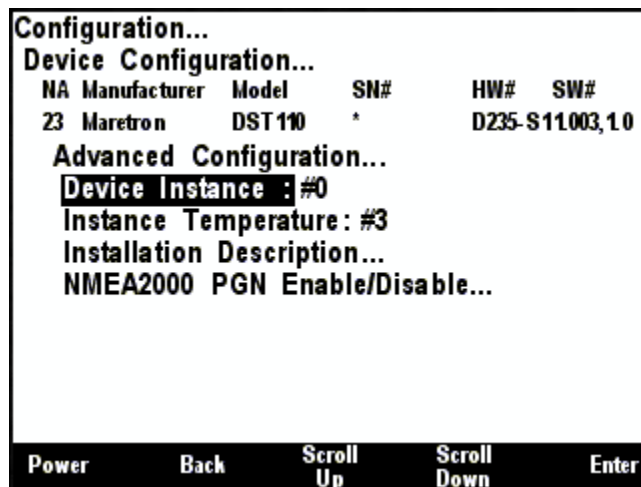 Configuration...
Device Configuration...
NA Manufacturer Model SN# HW# SW#
23 Maretron DST110 * D235-S11.003,1.0
Advanced Configuration...
Device Instance : #0
Instance Temperature: #3
Installation Description...
NMEA2000 PGN Enable/Disable...
Power Back Scroll Up Scroll Down Enter